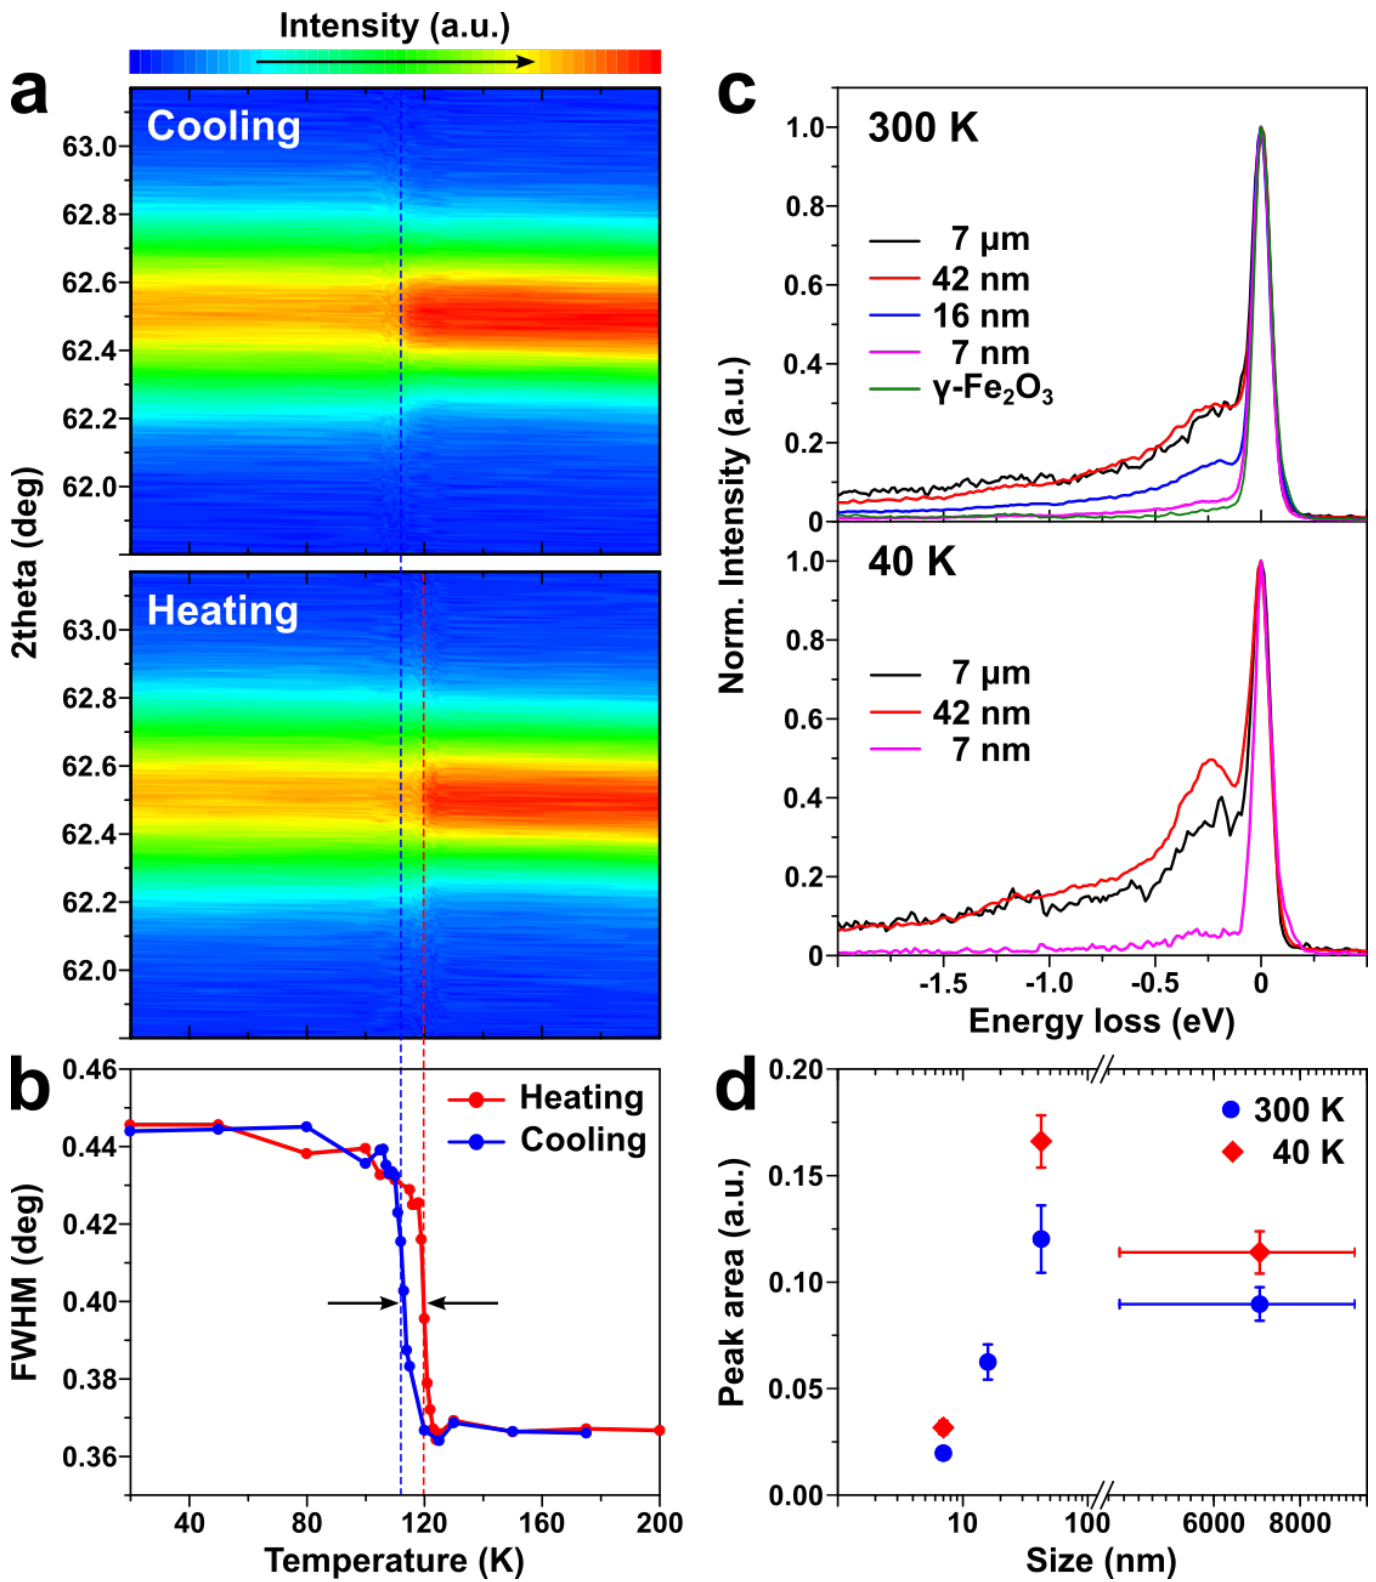 Intensity (a.u.)
a
Cooling
63.0
62.8
62.6
62.4
62.2
62.0
Heating
63.0
62.8
62.6
62.4
62.2
62.0
2theta (deg)
b
0.46
0.44
0.42
0.40
0.38
0.36
FWHM (deg)
Heating
Cooling
40
80
120
160
200
Temperature (K)
c
300 K
1.0
0.8
0.6
0.4
0.2
0
7 μm
42 nm
16 nm
7 nm
γ-Fe₂O₃
40 K
1.0
0.8
0.6
0.4
0.2
0
7 μm
42 nm
7 nm
Norm. Intensity (a.u.)
-1.5
-1.0
-0.5
0
Energy loss (eV)
d
0.20
0.15
0.10
0.05
0.00
Peak area (a.u.)
300 K
40 K
10
100
6000
8000
Size (nm)